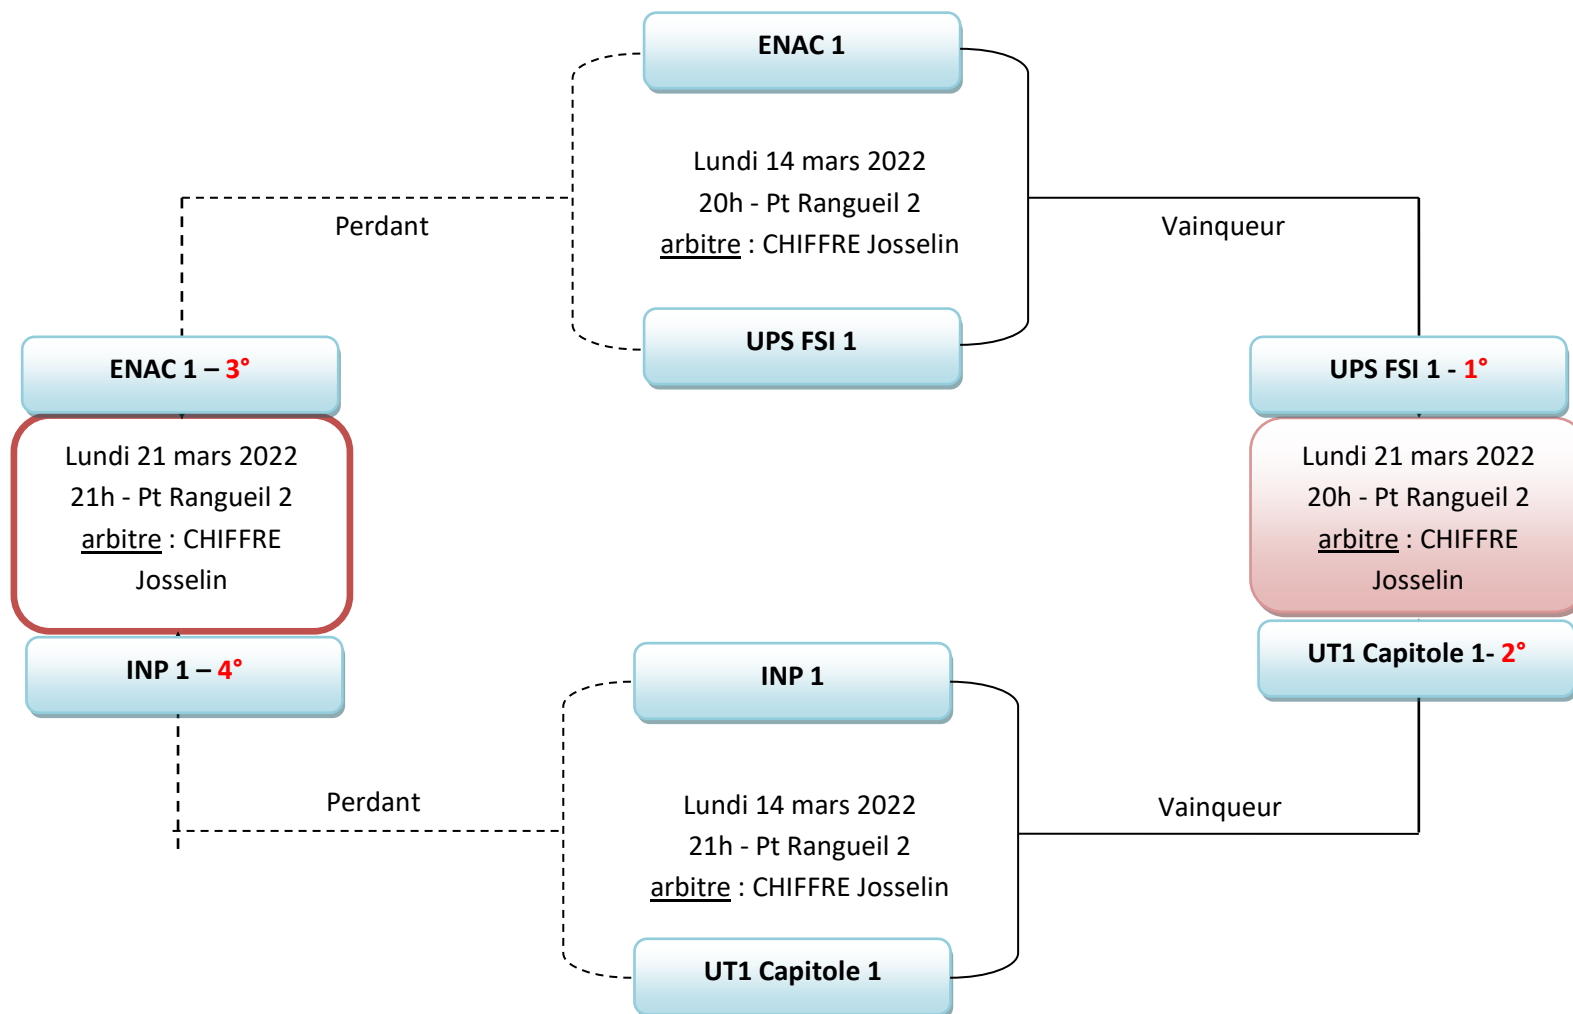 ENAC 1
Lundi 14 mars 2022
20h - Pt Rangueil 2
arbitre : CHIFFRE Josselin
Perdant
Vainqueur
UPS FSI 1
ENAC 1 – 3°
UPS FSI 1 - 1°
Lundi 21 mars 2022
21h - Pt Rangueil 2
arbitre : CHIFFRE
Josselin
Lundi 21 mars 2022
20h - Pt Rangueil 2
arbitre : CHIFFRE
Josselin
INP 1 – 4°
UT1 Capitole 1- 2°
INP 1
Perdant
Vainqueur
Lundi 14 mars 2022
21h - Pt Rangueil 2
arbitre : CHIFFRE Josselin
UT1 Capitole 1